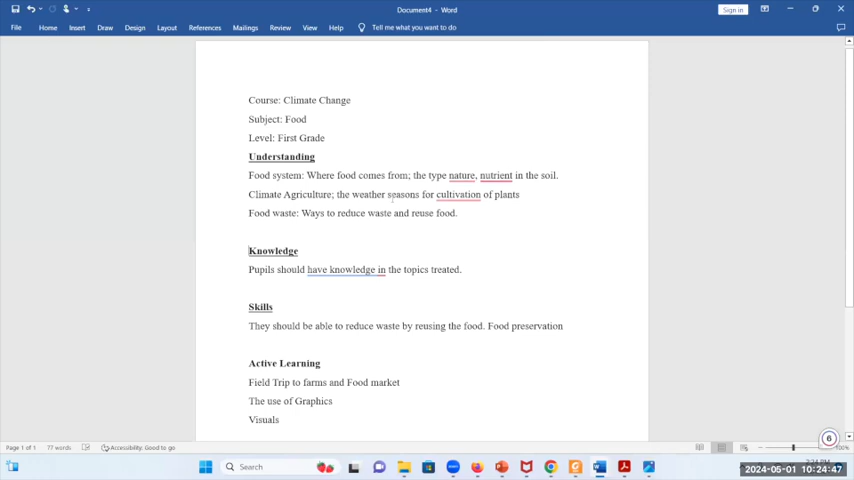 Document4 - Word
Sign in
File Home Insert Draw Design Layout References Mailings Review View Help Tell me what you want to do
Course: Climate Change
Subject: Food
Level: First Grade
Understanding
Food system: Where food comes from; the type nature, nutrient in the soil.
Climate Agriculture; the weather seasons for cultivation of plants
Food waste: Ways to reduce waste and reuse food.
Knowledge
Pupils should have knowledge in the topics treated.
Skills
They should be able to reduce waste by reusing the food. Food preservation
Active Learning
Field Trip to farms and Food market
The use of Graphics
Visuals
6
Page 1 of 1 77 words Accessibility: Good to go
Search
2024-05-01 10:24:47